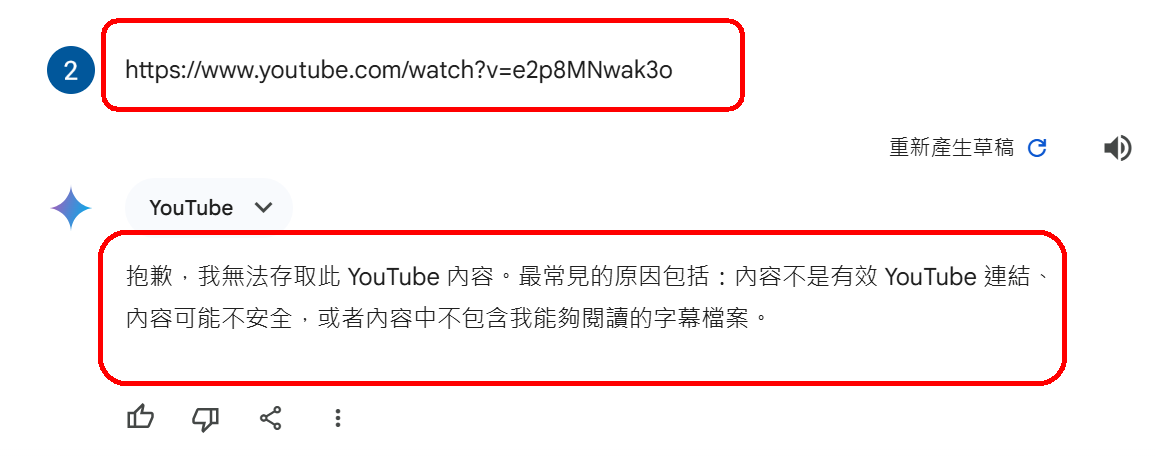 2
https://www.youtube.com/watch?v=e2p8MNwak3o
重新產生草稿
YouTube
抱歉，我無法存取此 YouTube 內容。最常見的原因包括：內容不是有效 YouTube 連結、
內容可能不安全，或者內容中不包含我能夠閱讀的字幕檔案。